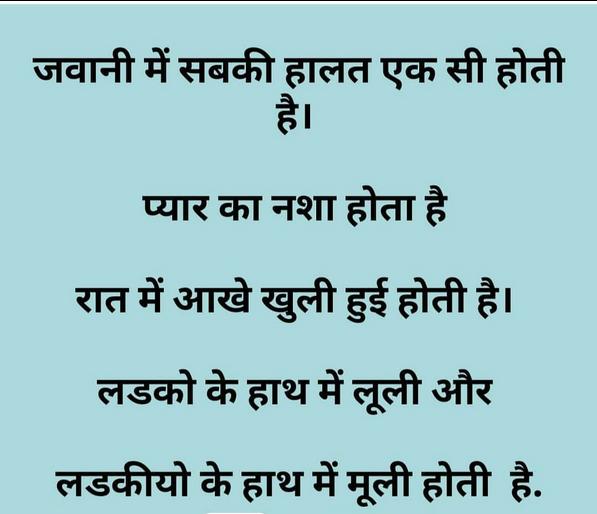 जवानी में सबकी हालत एक सी होती
है।
प्यार का नशा होता है
रात में आखे खुली हुई होती है।
लडको के हाथ में लूली और
लडकीयो के हाथ में मूली होती है.